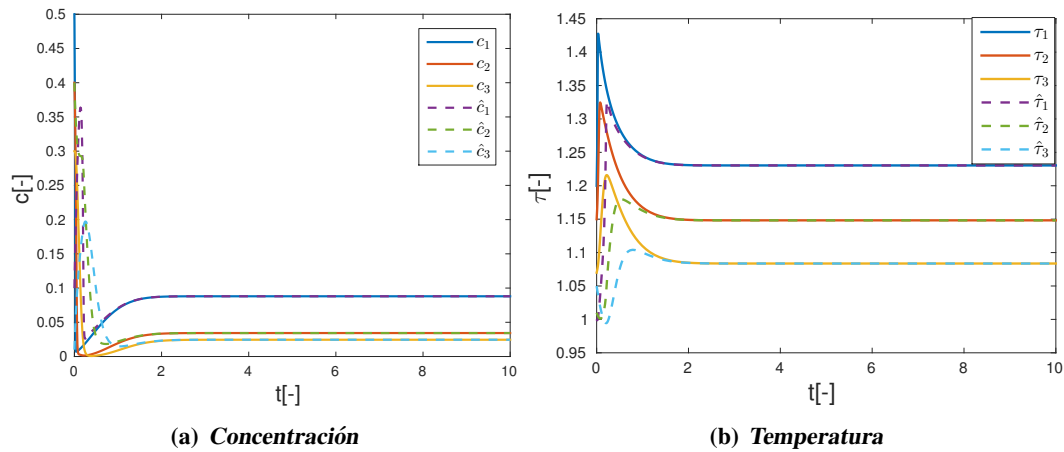 0.5
0.45
0.4
0.35
0.3
0.25
0.2
0.15
0.1
0.05
0
c[-]
0 2 4 6 8 10
t[-]
c₁
c₂
c₃
ĉ₁
ĉ₂
ĉ₃
(a) Concentración
1.45
1.4
1.35
1.3
1.25
1.2
1.15
1.1
1.05
1
0.95
τ[-]
0 2 4 6 8 10
t[-]
τ₁
τ₂
τ₃
τ̂₁
τ̂₂
τ̂₃
(b) Temperatura